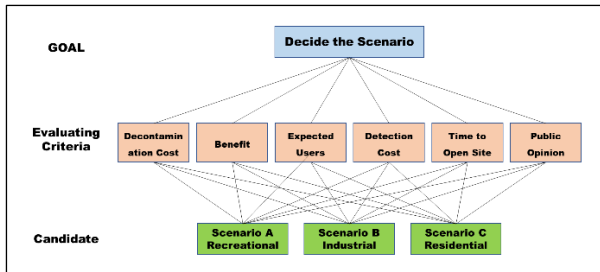 GOAL
Decide the Scenario
Evaluating
Criteria
Decontamin
ation Cost
Benefit
Expected
Users
Detection
Cost
Time to
Open Site
Public
Opinion
Candidate
Scenario A
Recreational
Scenario B
Industrial
Scenario C
Residential